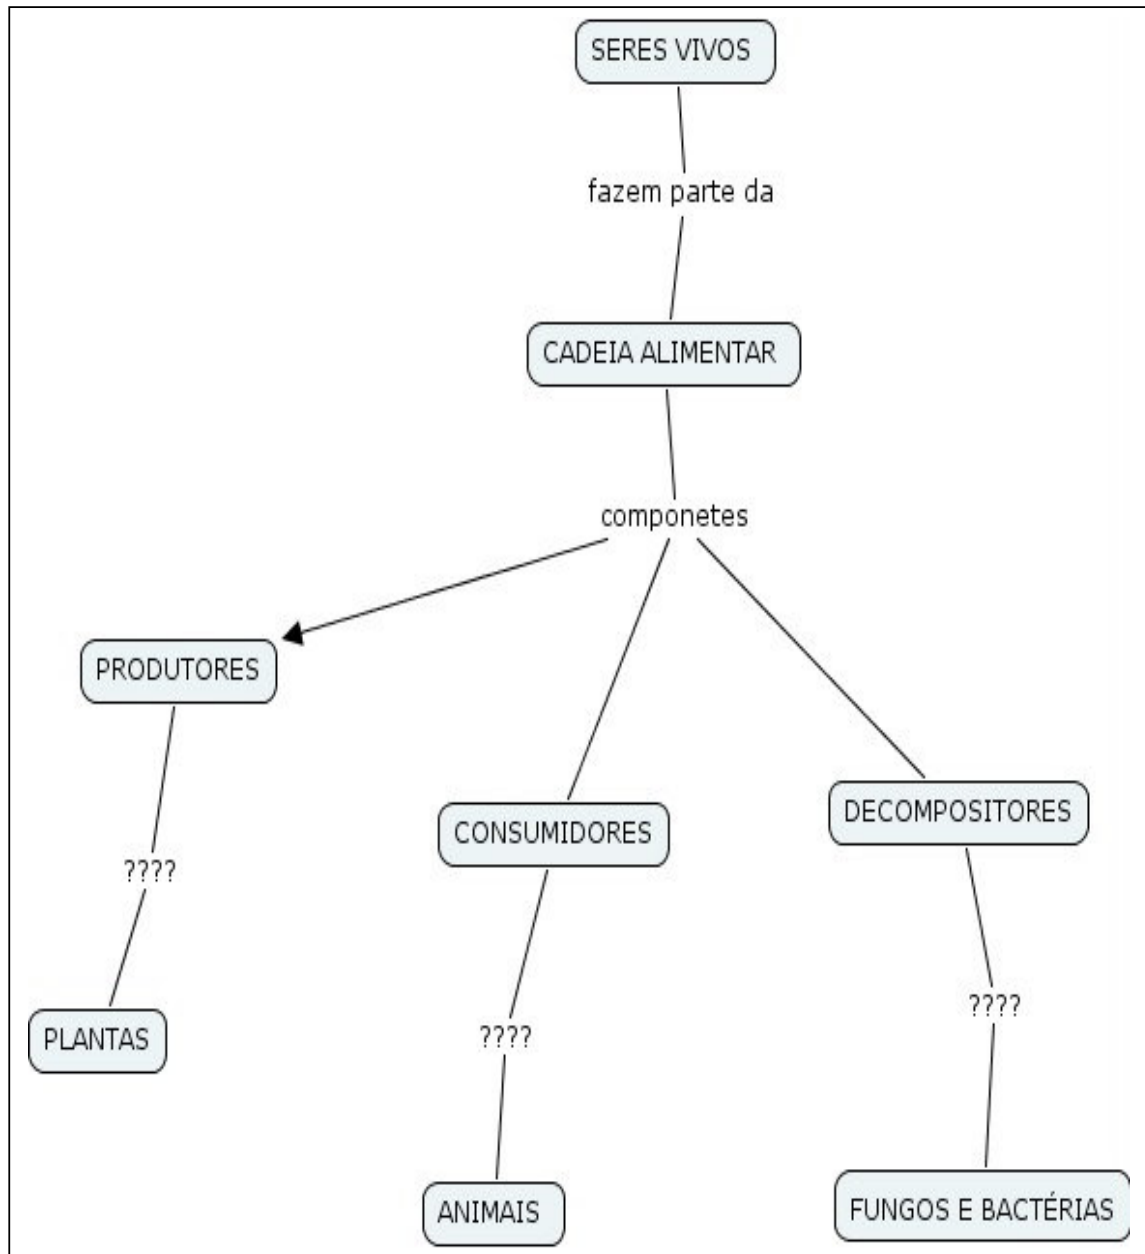 SERES VIVOS
fazem parte da
CADEIA ALIMENTAR
componetes
PRODUTORES
CONSUMIDORES
DECOMPOSITORES
????
????
????
PLANTAS
ANIMAIS
FUNGOS E BACTÉRIAS